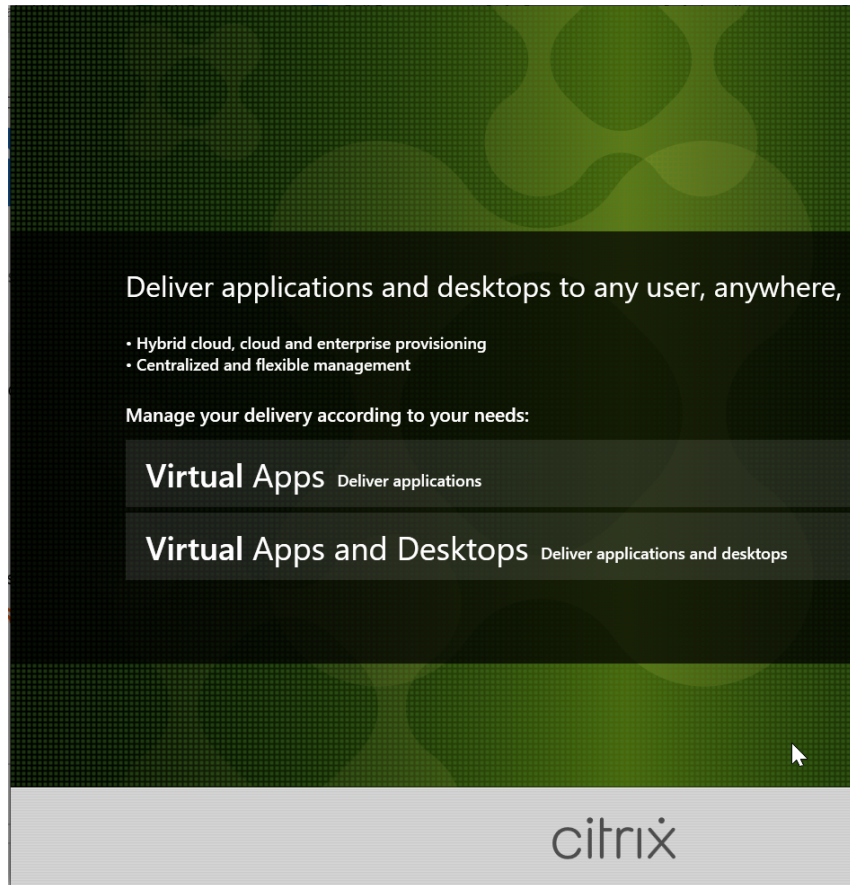 Deliver applications and desktops to any user, anywhere,
• Hybrid cloud, cloud and enterprise provisioning
• Centralized and flexible management
Manage your delivery according to your needs:
Virtual Apps Deliver applications
Virtual Apps and Desktops Deliver applications and desktops
citrix